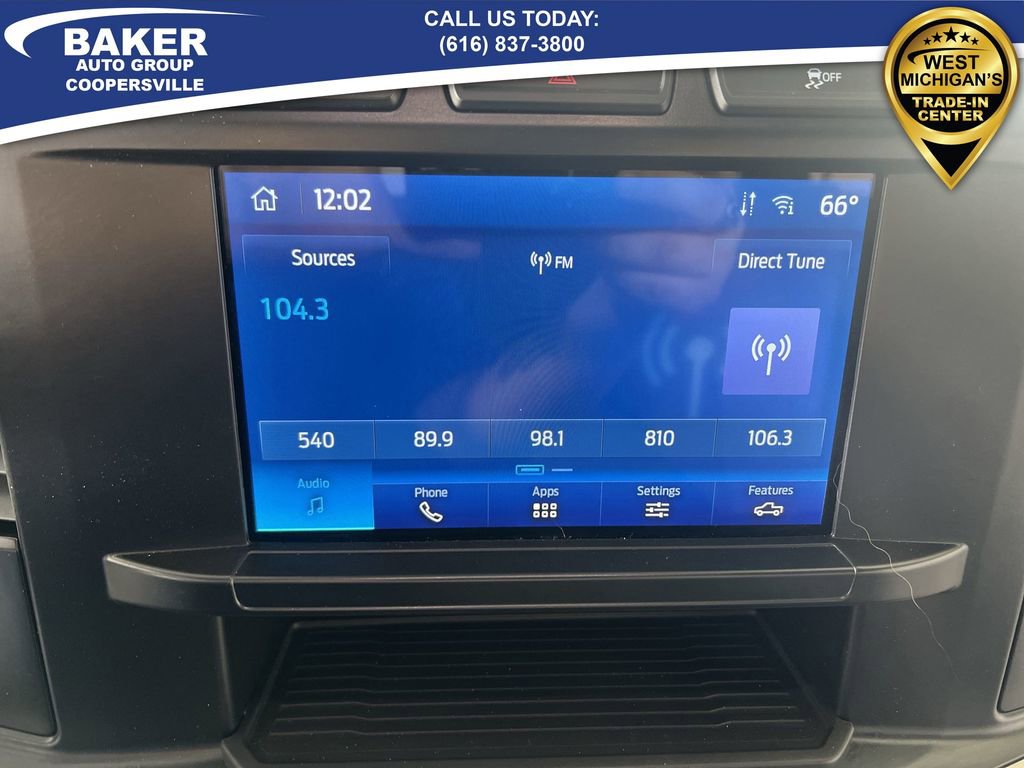 BAKER
AUTO GROUP
COOPERSVILLE
CALL US TODAY:
(616) 837-3800
WEST
MICHIGAN'S
TRADE-IN
CENTER
OFF
12:02
66°
Sources
FM
Direct Tune
104.3
540
89.9
98.1
810
106.3
Audio
Phone
Apps
Settings
Features